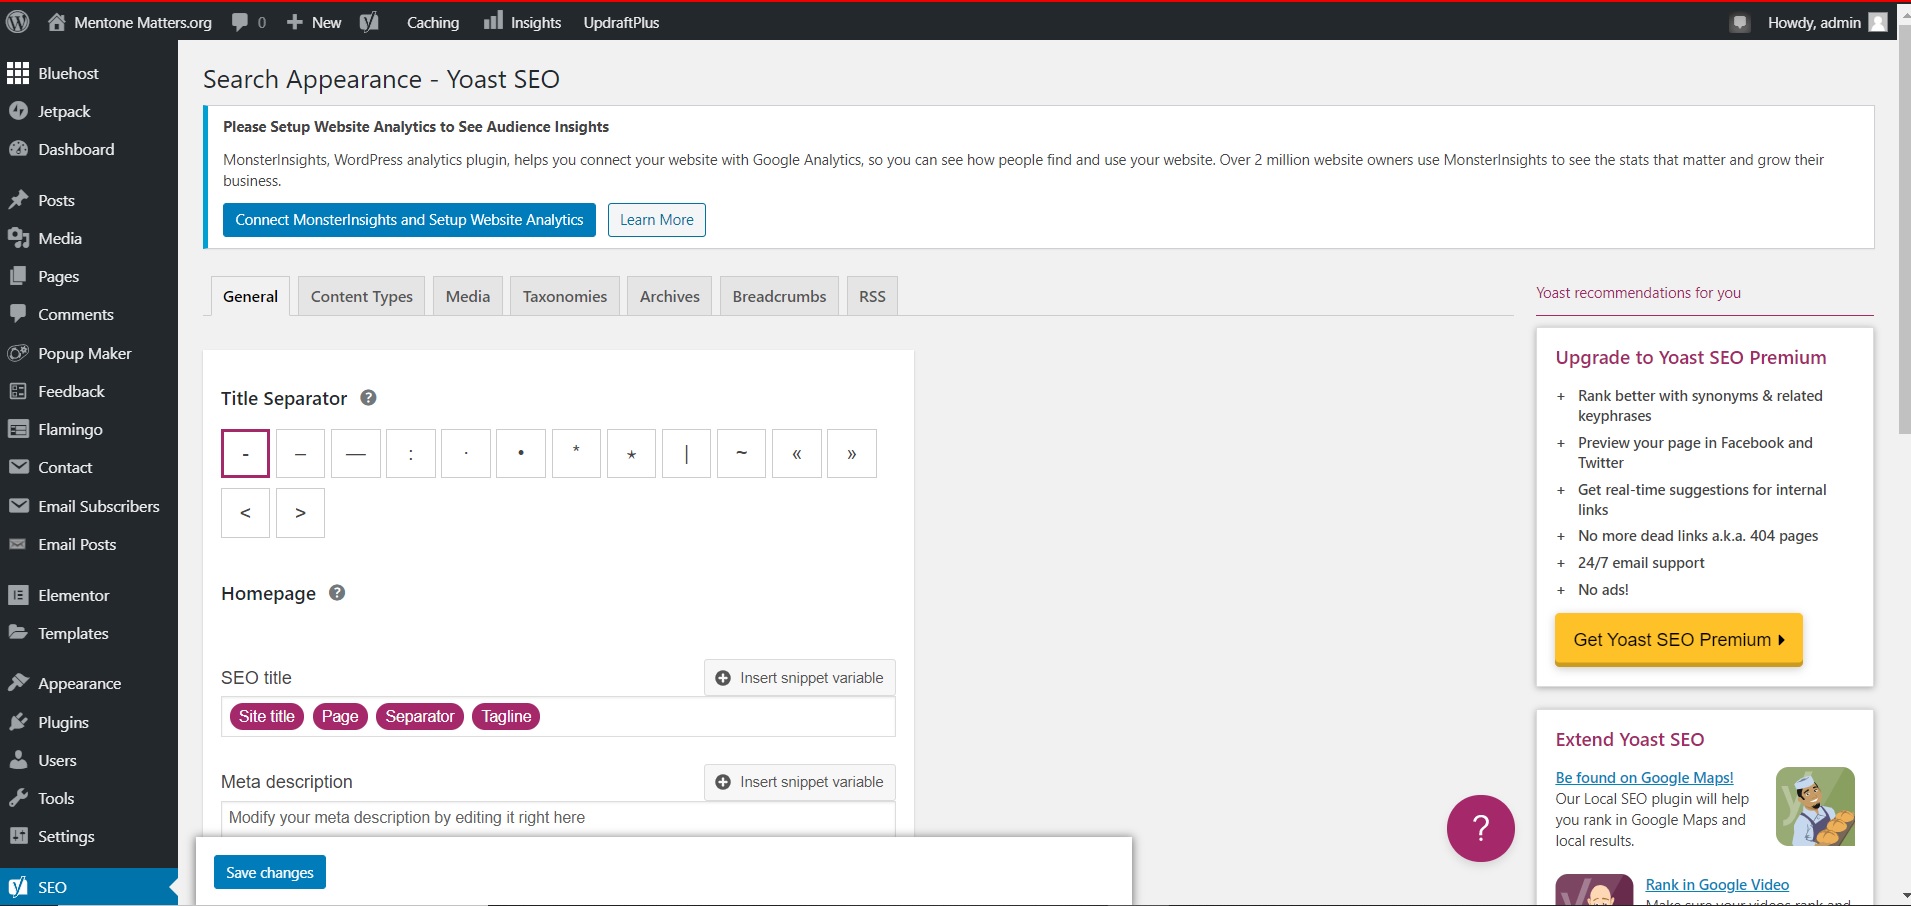 Mentone Matters.org 0 New Caching Insights UpdraftPlus Howdy, admin
Bluehost
Jetpack
Dashboard
Posts
Media
Pages
Comments
Popup Maker
Feedback
Flamingo
Contact
Email Subscribers
Email Posts
Elementor
Templates
Appearance
Plugins
Users
Tools
Settings
SEO
Search Appearance - Yoast SEO
Please Setup Website Analytics to See Audience Insights
MonsterInsights, WordPress analytics plugin, helps you connect your website with Google Analytics, so you can see how people find and use your website. Over 2 million website owners use MonsterInsights to see the stats that matter and grow their
business.
Connect MonsterInsights and Setup Website Analytics Learn More
General Content Types Media Taxonomies Archives Breadcrumbs RSS
Title Separator ?
- – — : · • * ⋆ | ~ « »
< >
Homepage ?
SEO title Insert snippet variable
Site title Page Separator Tagline
Meta description Insert snippet variable
Modify your meta description by editing it right here
Save changes
Yoast recommendations for you
Upgrade to Yoast SEO Premium
+ Rank better with synonyms & related
keyphrases
+ Preview your page in Facebook and
Twitter
+ Get real-time suggestions for internal
links
+ No more dead links a.k.a. 404 pages
+ 24/7 email support
+ No ads!
Get Yoast SEO Premium
Extend Yoast SEO
Be found on Google Maps!
Our Local SEO plugin will help
you rank in Google Maps and
local results.
?
Rank in Google Video
Make sure your videos rank and